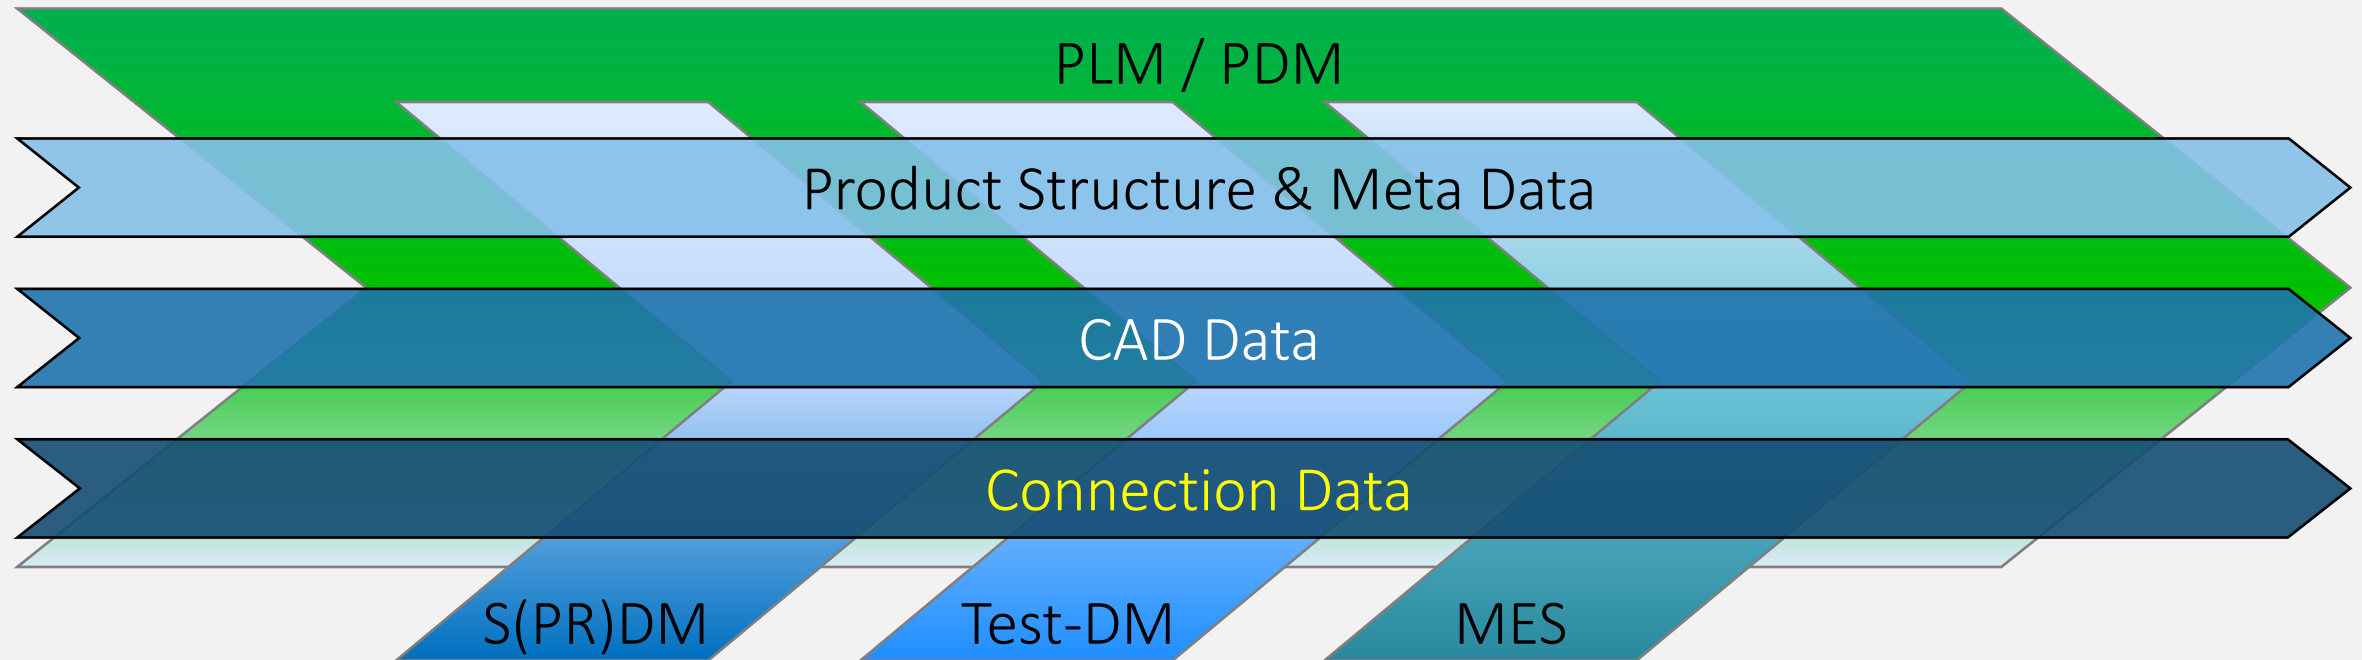 PLM / PDM
Product Structure & Meta Data
CAD Data
Connection Data
S(PR)DM
Test-DM
MES